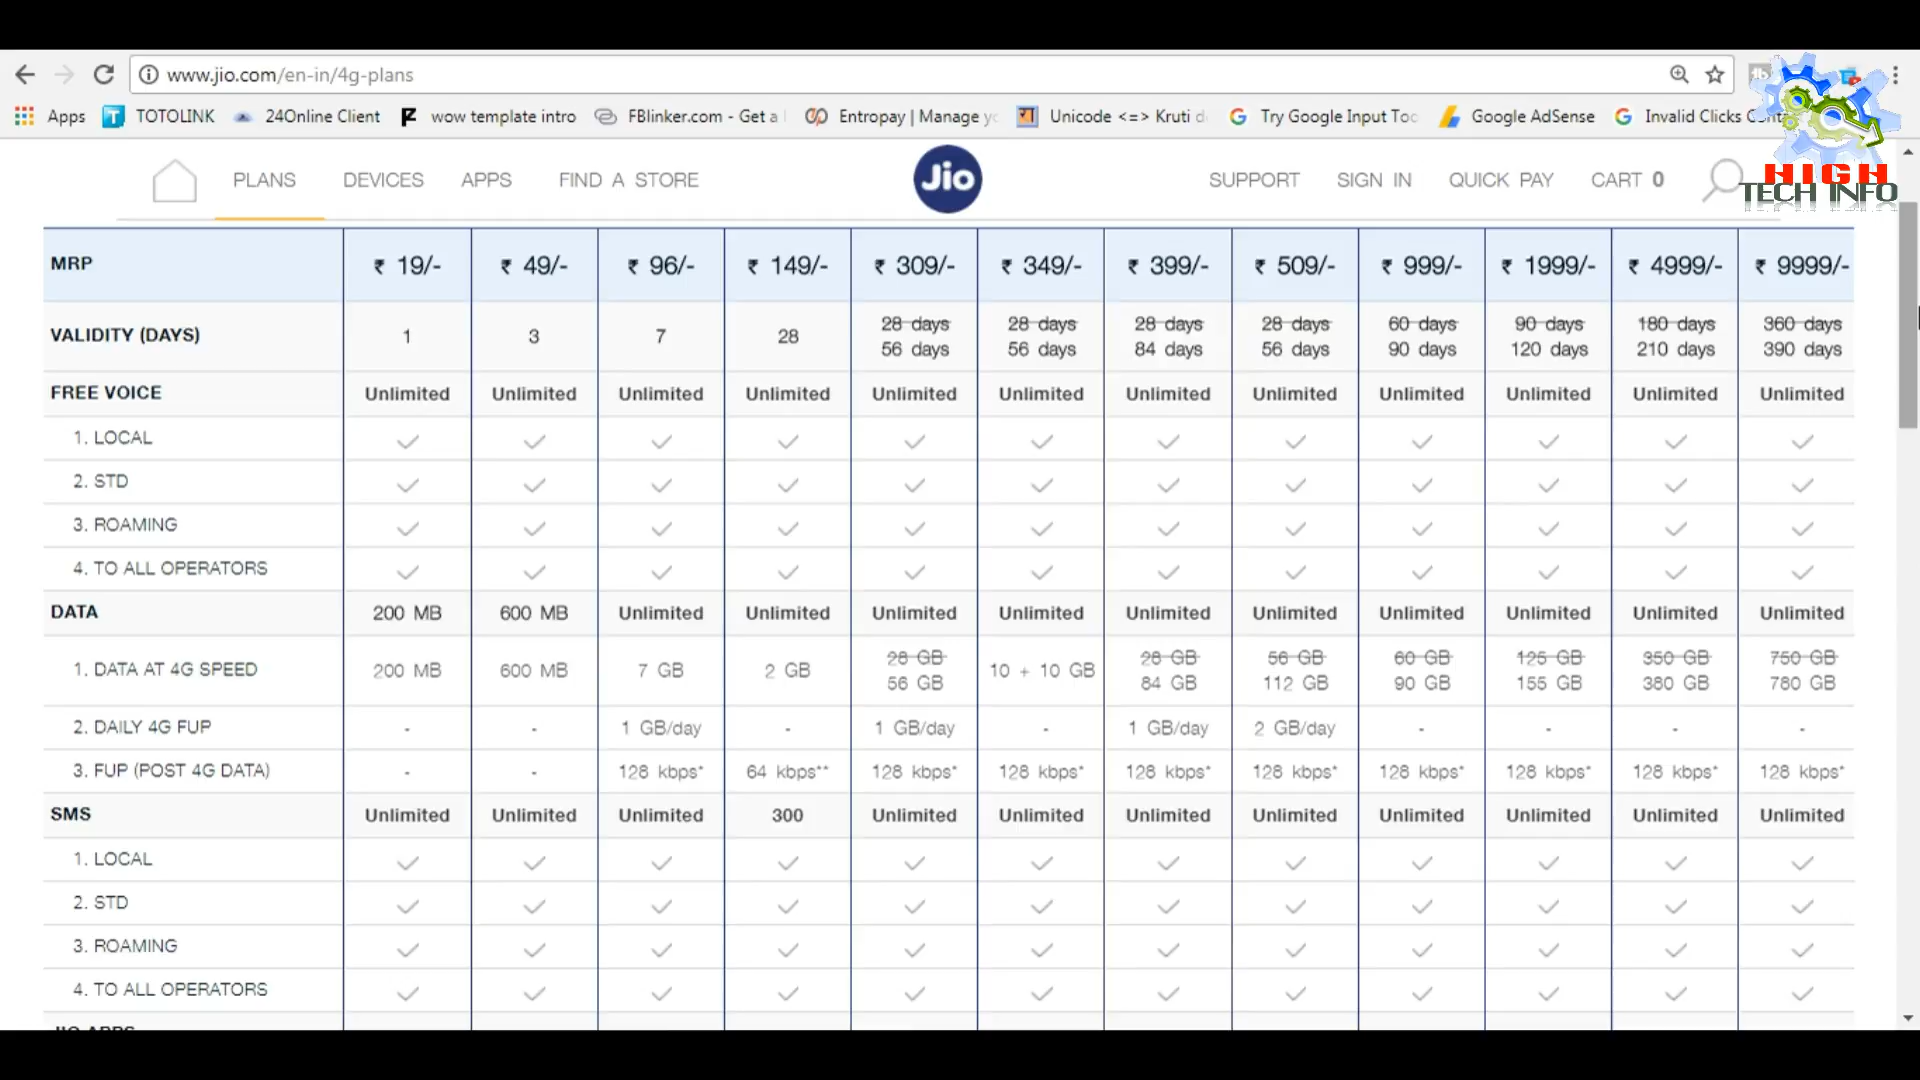 www.jio.com/en-in/4g-plans
Apps TOTOLINK 24Online Client wow template intro FBlinker.com - Get a Entropay | Manage yo Unicode <=> Kruti d Try Google Input Too Google AdSense Invalid Clicks Conta
PLANS DEVICES APPS FIND A STORE Jio SUPPORT SIGN IN QUICK PAY CART 0
HIGH
TECH INFO
MRP ₹ 19/- ₹ 49/- ₹ 96/- ₹ 149/- ₹ 309/- ₹ 349/- ₹ 399/- ₹ 509/- ₹ 999/- ₹ 1999/- ₹ 4999/- ₹ 9999/-
28 days 28 days 28 days 28 days 60 days 90 days 180 days 360 days
VALIDITY (DAYS) 1 3 7 28
56 days 56 days 84 days 56 days 90 days 120 days 210 days 390 days
FREE VOICE Unlimited Unlimited Unlimited Unlimited Unlimited Unlimited Unlimited Unlimited Unlimited Unlimited Unlimited Unlimited
1. LOCAL
2. STD
3. ROAMING
4. TO ALL OPERATORS
DATA 200 MB 600 MB Unlimited Unlimited Unlimited Unlimited Unlimited Unlimited Unlimited Unlimited Unlimited Unlimited
28 GB 28 GB 56 GB 60 GB 125 GB 350 GB 750 GB
1. DATA AT 4G SPEED 200 MB 600 MB 7 GB 2 GB 10 + 10 GB
56 GB 84 GB 112 GB 90 GB 155 GB 380 GB 780 GB
2. DAILY 4G FUP - - 1 GB/day - 1 GB/day - 1 GB/day 2 GB/day - - - -
3. FUP (POST 4G DATA) - - 128 kbps* 64 kbps** 128 kbps* 128 kbps* 128 kbps* 128 kbps* 128 kbps* 128 kbps* 128 kbps* 128 kbps*
SMS Unlimited Unlimited Unlimited 300 Unlimited Unlimited Unlimited Unlimited Unlimited Unlimited Unlimited Unlimited
1. LOCAL
2. STD
3. ROAMING
4. TO ALL OPERATORS
JIO APPS